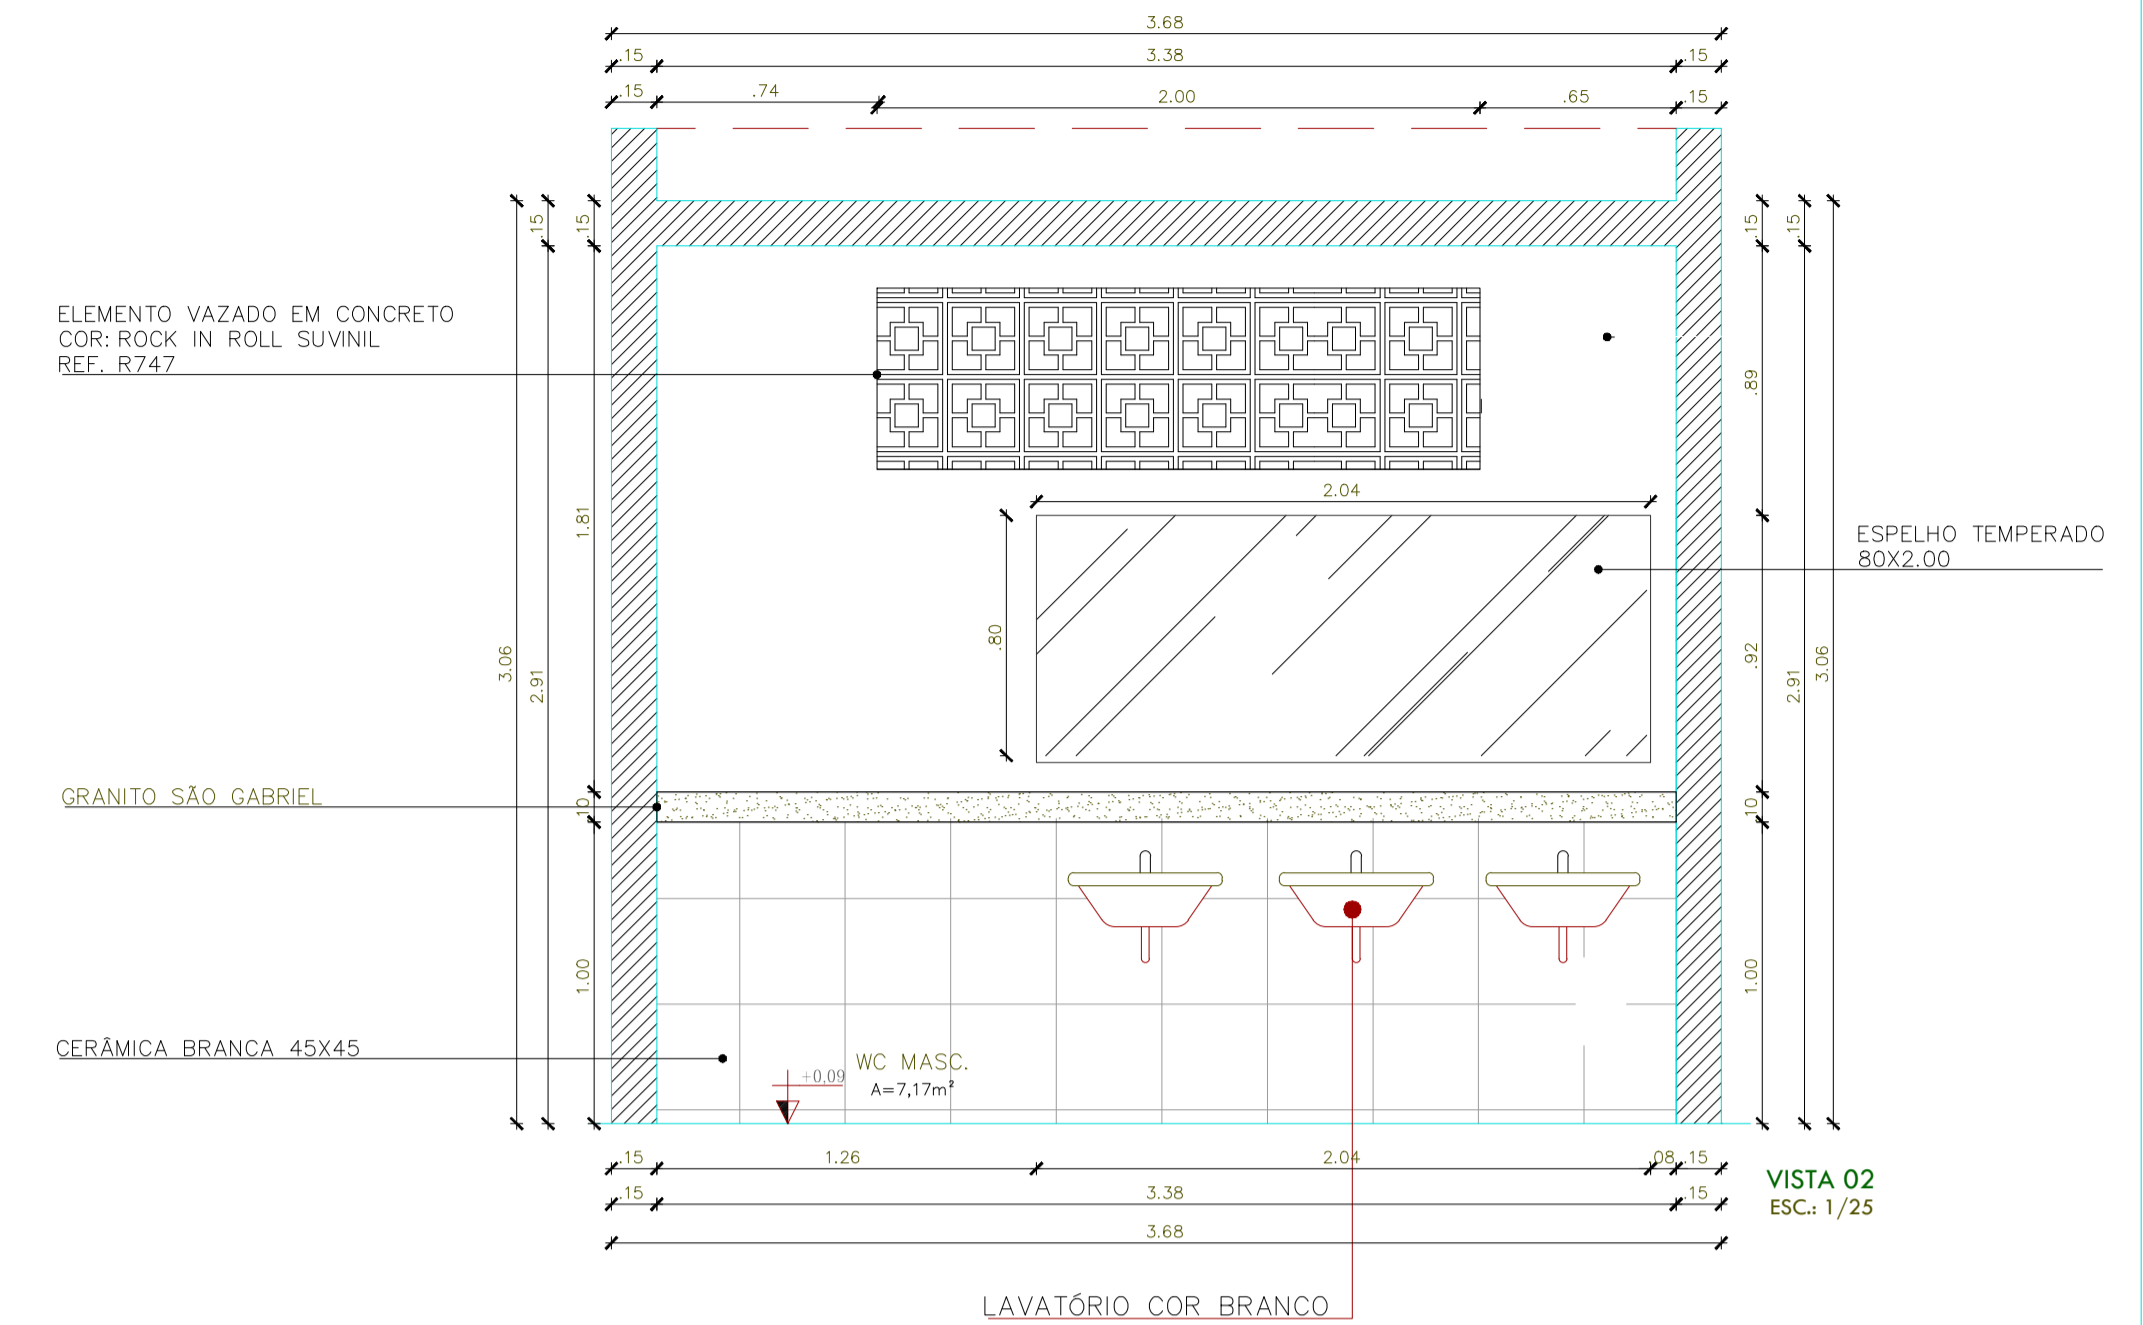 3.68
.15 3.38 .15
.15 .74 2.00 .65 .15
.15 .15 .15 .15
ELEMENTO VAZADO EM CONCRETO
COR: ROCK IN ROLL SUVINIL
REF. R747
.89
2.04
1.81
ESPELHO TEMPERADO
80X2.00
.80
3.06 2.91 .92 2.91 3.06
GRANITO SÃO GABRIEL
.10 .10
1.00 1.00
CERÂMICA BRANCA 45X45
WC MASC.
+0,09
A=7,17m²
.15 1.26 2.04 .08 .15
.15 3.38 .15
3.68
VISTA 02
ESC.: 1/25
LAVATÓRIO COR BRANCO